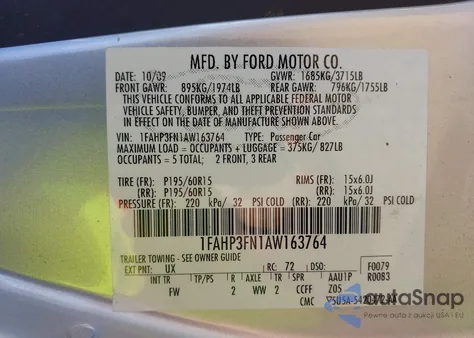 MFD. BY FORD MOTOR CO.
DATE: 10/09 GVWR: 1685KG/3715LB
FRONT GAWR: 895KG/1974LB REAR GAWR: 796KG/1755LB
THIS VEHICLE CONFORMS TO ALL APPLICABLE FEDERAL MOTOR
VEHICLE SAFETY, BUMPER, AND THEFT PREVENTION STANDARDS
IN EFFECT ON THE DATE OF MANUFACTURE SHOWN ABOVE.
VIN: 1FAHP3FN1AW163764 TYPE: Passenger Car
MAXIMUM LOAD = OCCUPANTS + LUGGAGE = 375KG/ 827LB
OCCUPANTS = 5 TOTAL; 2 FRONT, 3 REAR
TIRE (FR): P195/60R15 RIMS (FR): 15x6.0J
(RR): P195/60R15 (RR): 15x6.0J
PRESSURE (FR): 220 kPa/ 32 PSI COLD (RR): 220 kPa/ 32 PSI COLD
1FAHP3FN1AW163764
TRAILER TOWING - SEE OWNER GUIDE
EXT PNT: UX RC: 72 DSO: F0079
INT TR TP/PS R AXLE TR SPR AAU1P R0083
FW 2 WW 2 CCFF Z05
CMC
AutaSnap
Pewne auta z aukcji USA i EU